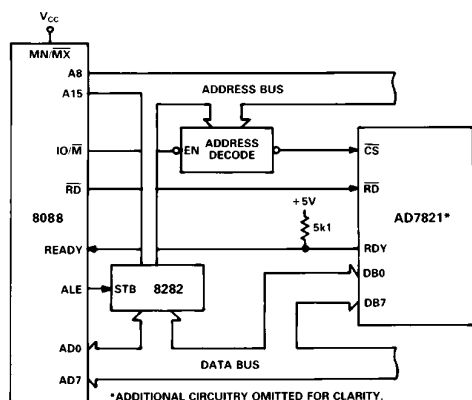 VCC
MN/MX
A8
ADDRESS BUS
A15
ADDRESS
DECODE
IO/M
EN
CS
RD
RD
+5V
8088
5k1
AD7821*
READY
RDY
ALE
STB
8282
DB0
DB7
AD0
DATA BUS
AD7
*ADDITIONAL CIRCUITRY OMITTED FOR CLARITY.